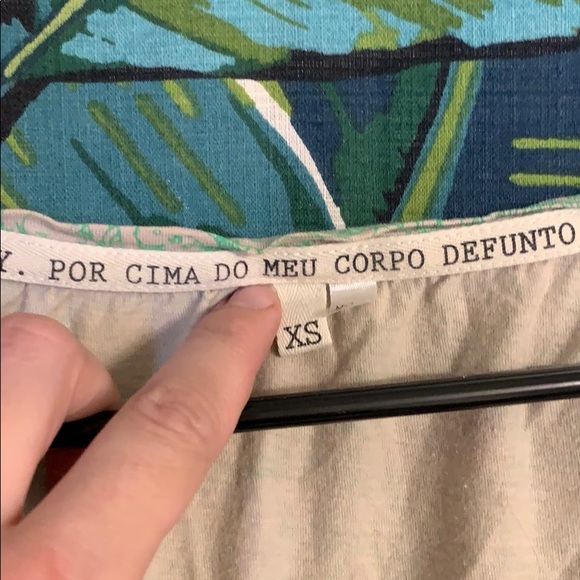 Y. POR CIMA DO MEU CORPO DEFUNTO
XS